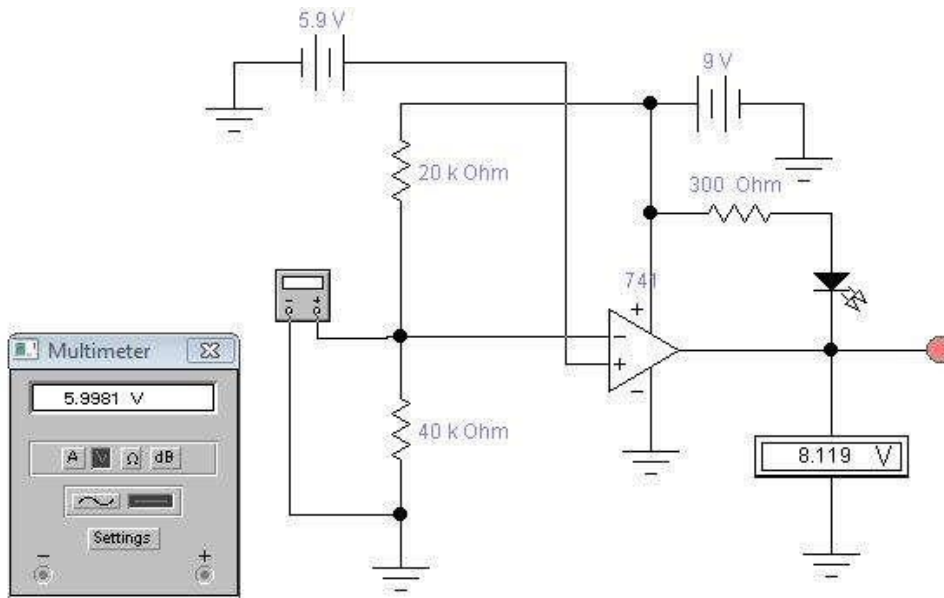 5.9 V
9 V
20 k Ohm
300 Ohm
741
+
- +
-
+
-
Multimeter
5.9981 V
40 k Ohm
A V Ω dB
8.119 V
Settings
- +